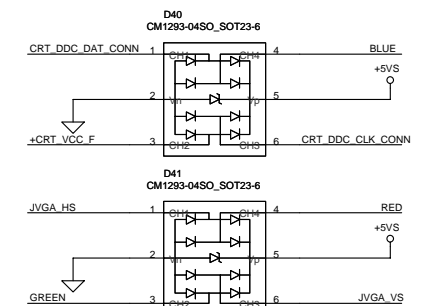 D40
CM1293-04SO_SOT23-6
CRT_DDC_DAT_CONN 1 CH1 CH4 4 BLUE
+5VS
2 Vn Vp 5
+CRT_VCC_F 3 CH2 CH3 6 CRT_DDC_CLK_CONN
D41
CM1293-04SO_SOT23-6
JVGA_HS 1 CH1 CH4 4 RED
+5VS
2 Vn Vp 5
GREEN 3 CH2 CH3 6 JVGA_VS